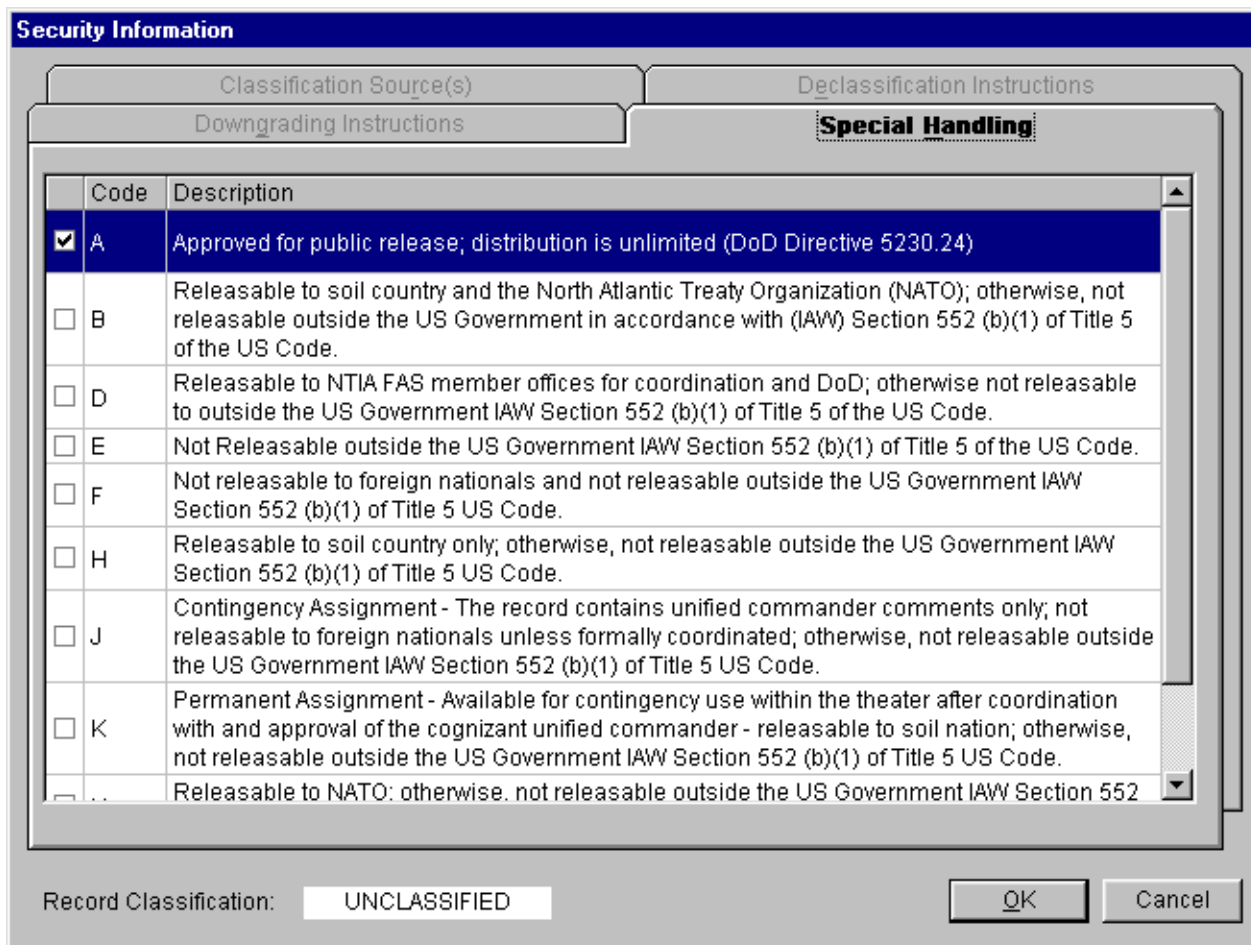 Security Information
Classification Source(s)
Declassification Instructions
Downgrading Instructions
Special Handling
Code Description
A Approved for public release; distribution is unlimited (DoD Directive 5230.24)
B Releasable to soil country and the North Atlantic Treaty Organization (NATO); otherwise, not
releasable outside the US Government in accordance with (IAW) Section 552 (b)(1) of Title 5
of the US Code.
D Releasable to NTIA FAS member offices for coordination and DoD; otherwise not releasable
to outside the US Government IAW Section 552 (b)(1) of Title 5 of the US Code.
E Not Releasable outside the US Government IAW Section 552 (b)(1) of Title 5 of the US Code.
F Not releasable to foreign nationals and not releasable outside the US Government IAW
Section 552 (b)(1) of Title 5 US Code.
H Releasable to soil country only; otherwise, not releasable outside the US Government IAW
Section 552 (b)(1) of Title 5 US Code.
J Contingency Assignment - The record contains unified commander comments only; not
releasable to foreign nationals unless formally coordinated; otherwise, not releasable outside
the US Government IAW Section 552 (b)(1) of Title 5 US Code.
K Permanent Assignment - Available for contingency use within the theater after coordination
with and approval of the cognizant unified commander - releasable to soil nation; otherwise,
not releasable outside the US Government IAW Section 552 (b)(1) of Title 5 US Code.
Releasable to NATO; otherwise, not releasable outside the US Government IAW Section 552
Record Classification: UNCLASSIFIED
OK Cancel